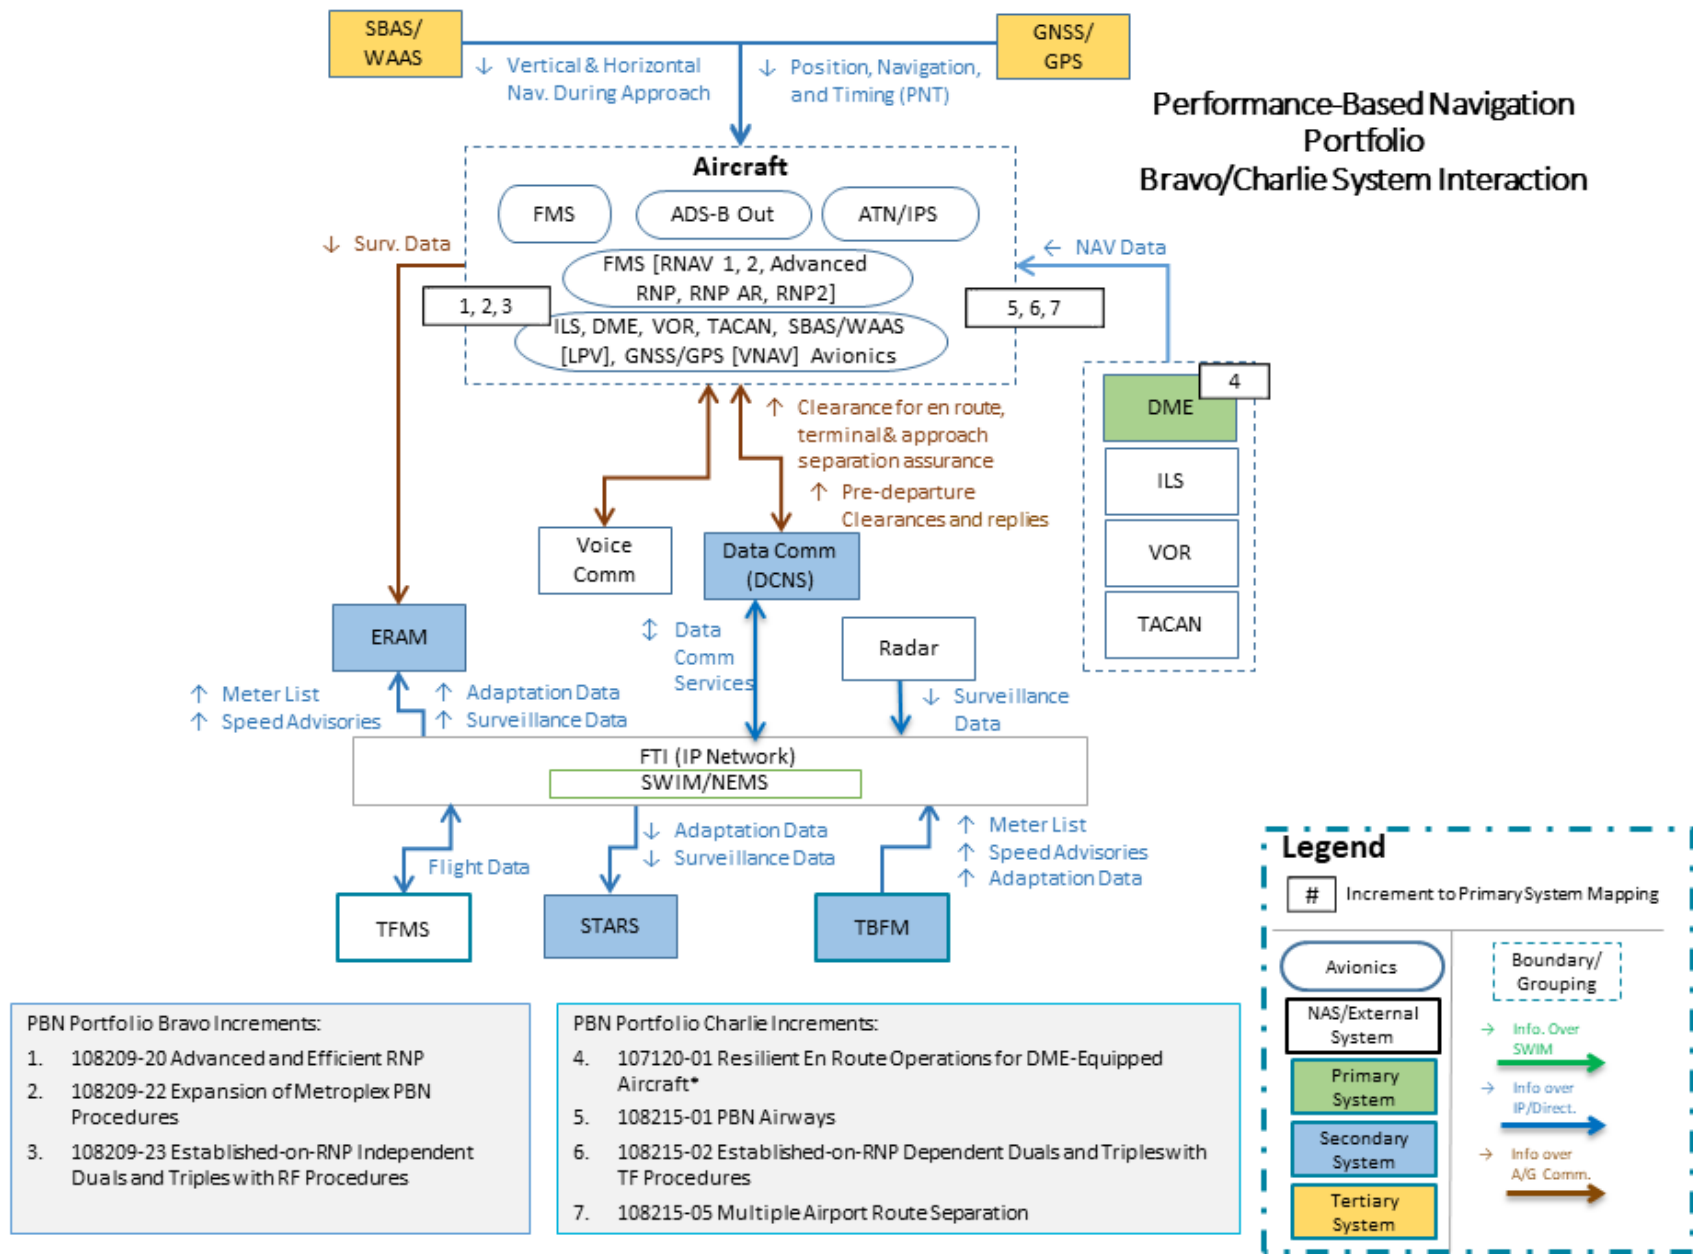 SBAS/
WAAS
GNSS/
GPS
↓ Vertical & Horizontal
Nav. During Approach
↓ Position, Navigation,
and Timing (PNT)
Performance-Based Navigation
Portfolio
Bravo/Charlie System Interaction
Aircraft
FMS
ADS-B Out
ATN/IPS
↓ Surv. Data
← NAV Data
FMS [RNAV 1, 2, Advanced
RNP, RNP AR, RNP2]
1, 2, 3
5, 6, 7
ILS, DME, VOR, TACAN, SBAS/WAAS
[LPV], GNSS/GPS [VNAV] Avionics
4
DME
ILS
VOR
TACAN
↑ Clearance for en route,
terminal & approach
separation assurance
↑ Pre-departure
Clearances and replies
Voice
Comm
Data Comm
(DCNS)
ERAM
↕ Data
Comm
Services
Radar
↑ Meter List
↑ Speed Advisories
↑ Adaptation Data
↑ Surveillance Data
↓ Surveillance
Data
FTI (IP Network)
SWIM/NEMS
Flight Data
↓ Adaptation Data
↓ Surveillance Data
↑ Meter List
↑ Speed Advisories
↑ Adaptation Data
TFMS
STARS
TBFM
Legend
# Increment to Primary System Mapping
Avionics
Boundary/
Grouping
NAS/External
System
→ Info. Over
SWIM
Primary
System
→ Info over
IP/Direct.
Secondary
System
→ Info over
A/G Comm.
Tertiary
System
PBN Portfolio Bravo Increments:
1. 108209-20 Advanced and Efficient RNP
2. 108209-22 Expansion of Metroplex PBN
Procedures
3. 108209-23 Established-on-RNP Independent
Duals and Triples with RF Procedures
PBN Portfolio Charlie Increments:
4. 107120-01 Resilient En Route Operations for DME-Equipped
Aircraft*
5. 108215-01 PBN Airways
6. 108215-02 Established-on-RNP Dependent Duals and Triples with
TF Procedures
7. 108215-05 Multiple Airport Route Separation